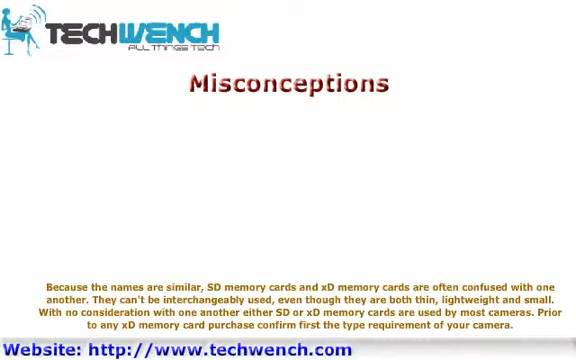 TECHWENCH
ALL THINGS TECH
Misconceptions
Because the names are similar, SD memory cards and xD memory cards are often confused with one
another. They can't be interchangeably used, even though they are both thin, lightweight and small.
With no consideration with one another either SD or xD memory cards are used by most cameras. Prior
to any xD memory card purchase confirm first the type requirement of your camera.
Website: http://www.techwench.com